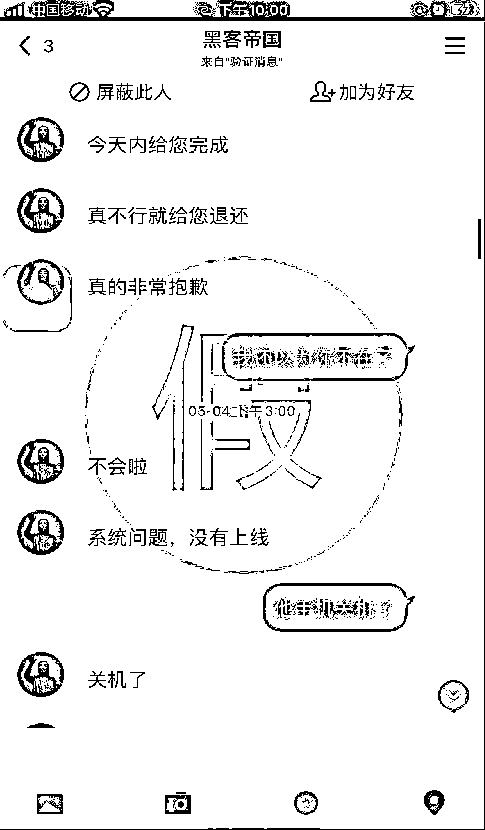 中国移动 下午10:00
3
黑客帝国
来自"验证消息"
屏蔽此人 加为好友
今天内给您完成
真不行就给您退还
真的非常抱歉
我还以为你不在了
假
05-04 下午3:00
不会啦
系统问题，没有上线
他手机关机了
关机了